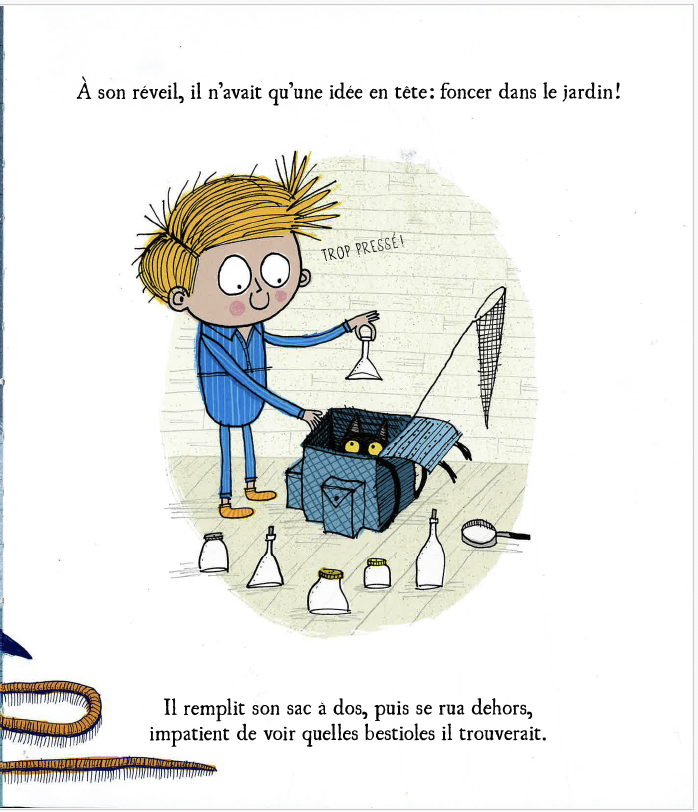 À son réveil, il n'avait qu'une idée en tête: foncer dans le jardin!
TROP PRESSÉ!
Il remplit son sac à dos, puis se rua dehors,
impatient de voir quelles bestioles il trouverait.